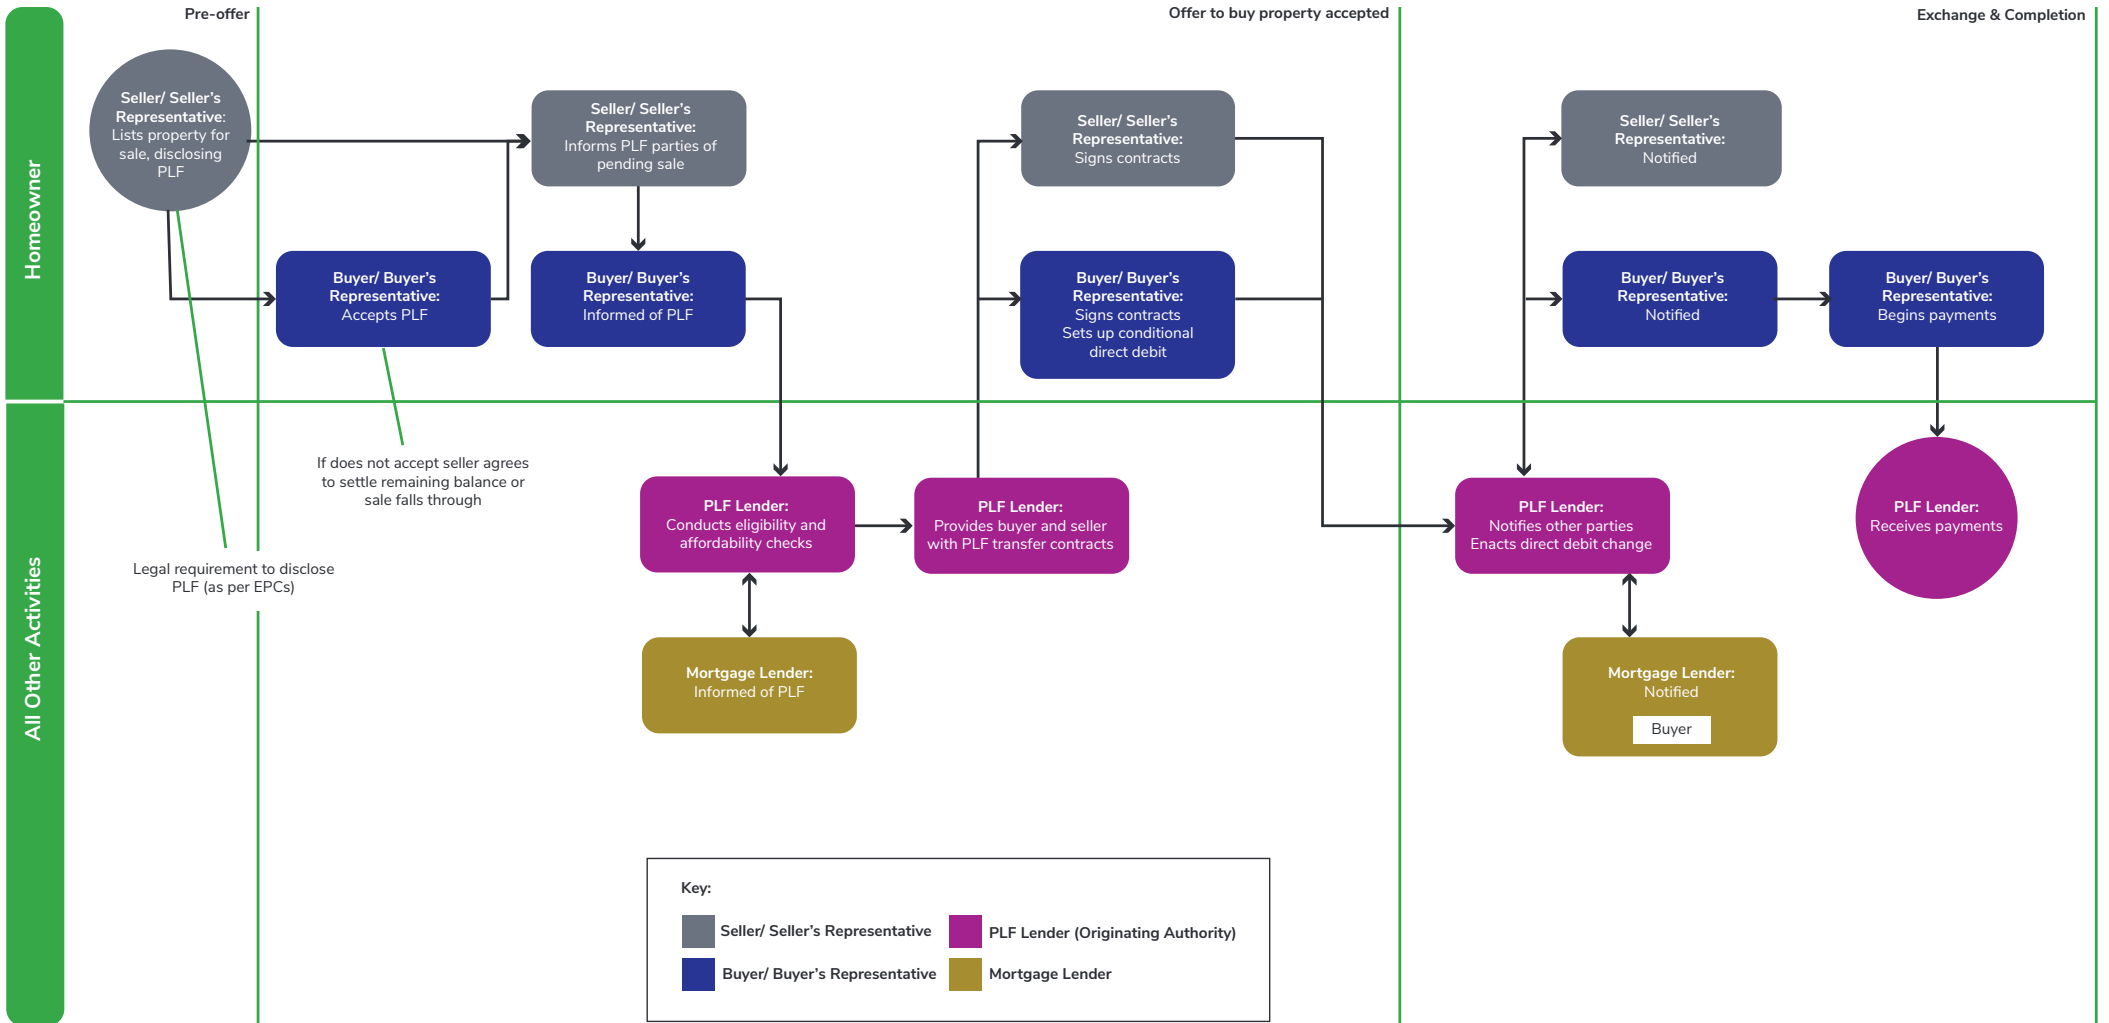 Pre-offer
Offer to buy property accepted
Exchange & Completion
Homeowner
All Other Activities
Seller/ Seller’s
Representative:
Lists property for
sale, disclosing
PLF
Buyer/ Buyer’s
Representative:
Accepts PLF
Seller/ Seller’s
Representative:
Informs PLF parties of
pending sale
Buyer/ Buyer’s
Representative:
Informed of PLF
Seller/ Seller’s
Representative:
Signs contracts
Buyer/ Buyer’s
Representative:
Signs contracts
Sets up conditional
direct debit
Seller/ Seller’s
Representative:
Notified
Buyer/ Buyer’s
Representative:
Notified
Buyer/ Buyer’s
Representative:
Begins payments
If does not accept seller agrees
to settle remaining balance or
sale falls through
Legal requirement to disclose
PLF (as per EPCs)
PLF Lender:
Conducts eligibility and
affordability checks
PLF Lender:
Provides buyer and seller
with PLF transfer contracts
PLF Lender:
Notifies other parties
Enacts direct debit change
PLF Lender:
Receives payments
Mortgage Lender:
Informed of PLF
Mortgage Lender:
Notified
Buyer
Key:
Seller/ Seller’s Representative
PLF Lender (Originating Authority)
Buyer/ Buyer’s Representative
Mortgage Lender